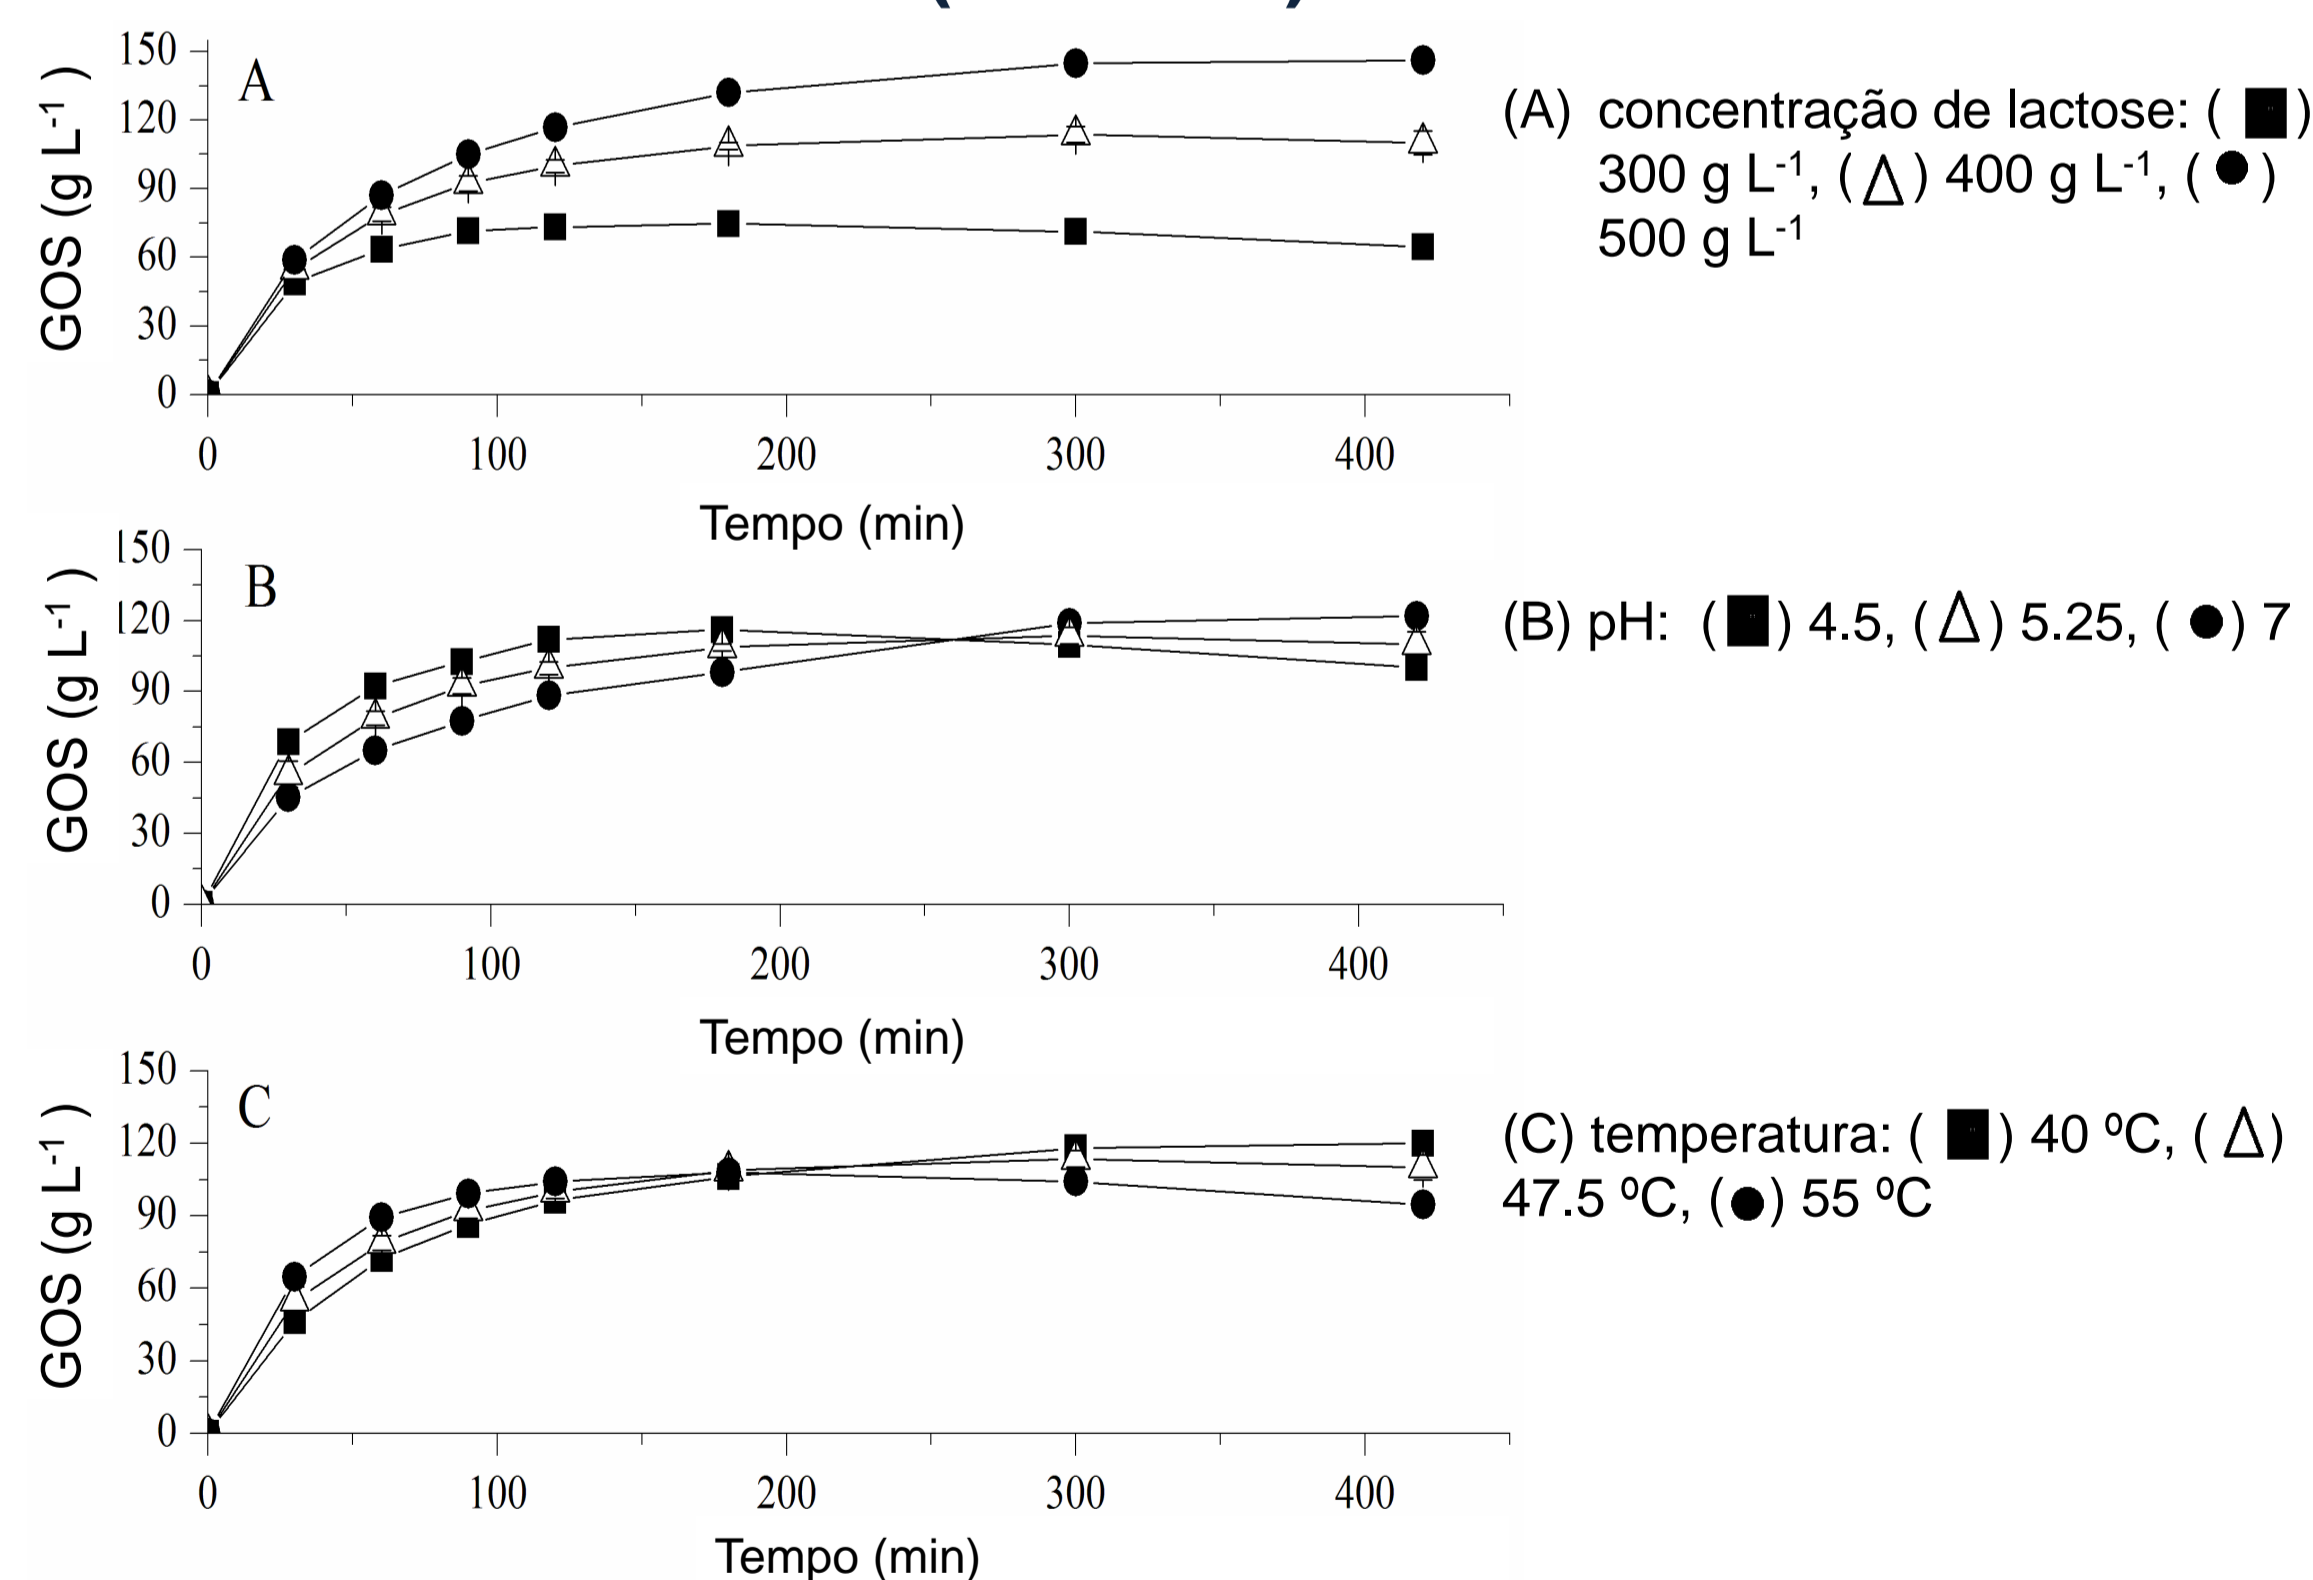 150
A
120
90
60
30
0
GOS (g L-1 )
0 100 200 300 400
Tempo (min)
(A) concentração de lactose: ( ■ )
300 g L-1, (△) 400 g L-1, ( ● )
500 g L-1
150
B
120
90
60
30
0
GOS (g L-1 )
0 100 200 300 400
Tempo (min)
(B) pH: (■) 4.5, (△) 5.25, ( ● ) 7
150
C
120
90
60
30
0
GOS (g L-1 )
0 100 200 300 400
Tempo (min)
(C) temperatura: ( ■ ) 40 ºC, ( △)
47.5 ºC, (●) 55 ºC